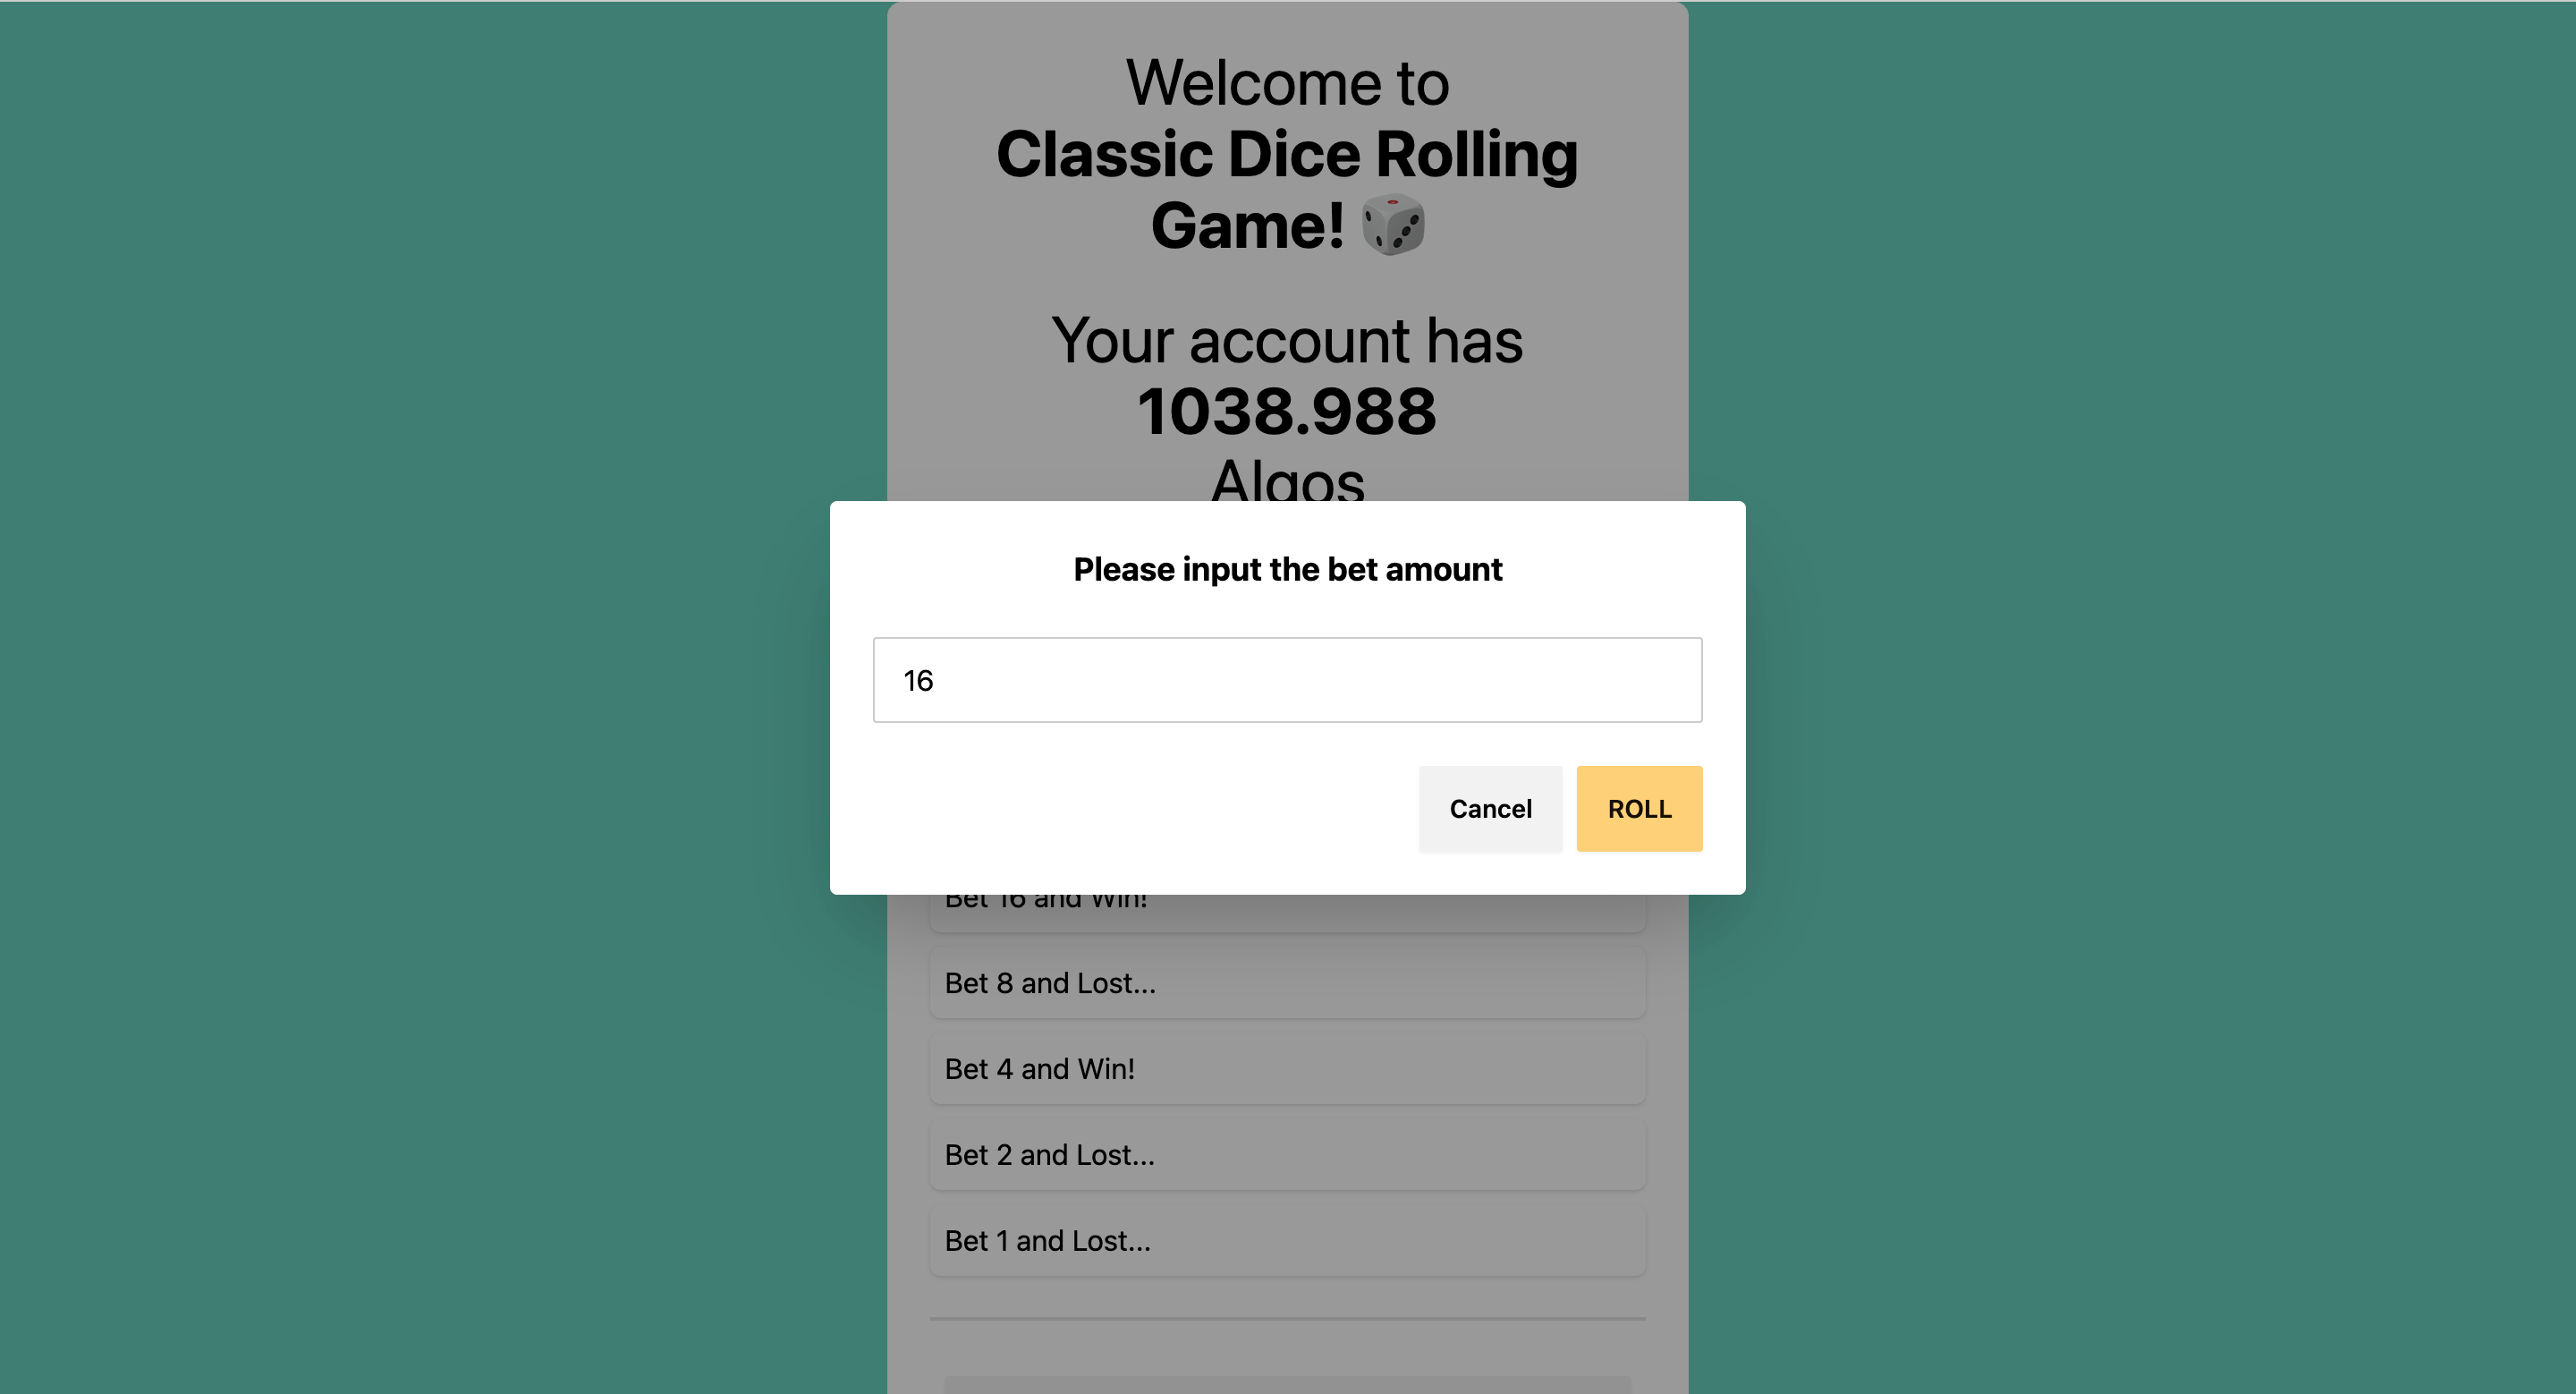 Welcome to
Classic Dice Rolling
Game!
Your account has
1038.988
Algos
Please input the bet amount
16
Cancel
ROLL
Bet 16 and Win!
Bet 8 and Lost...
Bet 4 and Win!
Bet 2 and Lost...
Bet 1 and Lost...